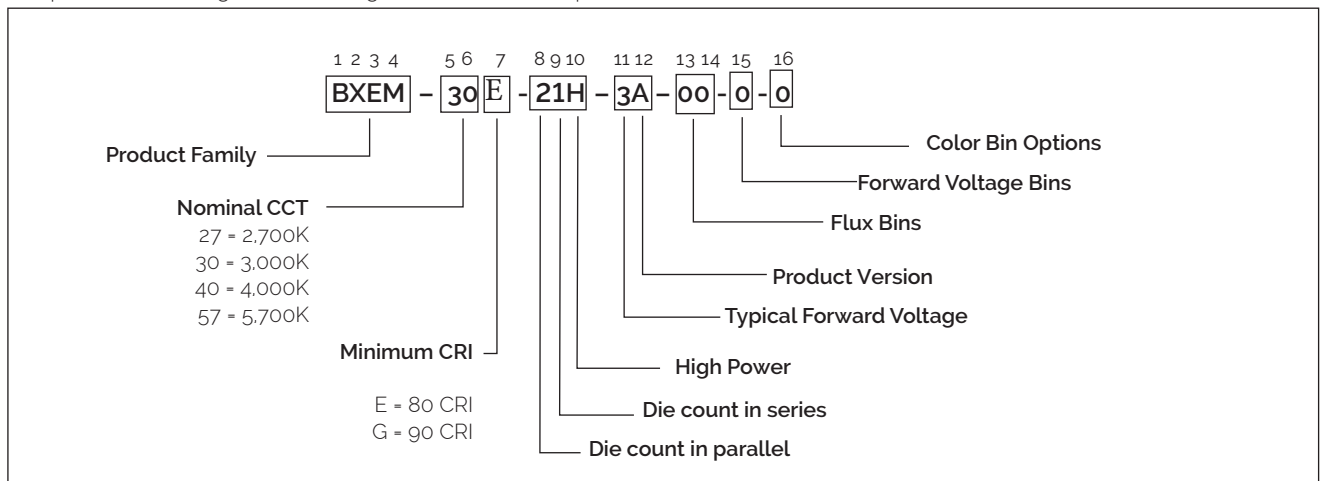 1 2 3 4 5 6 7 8 9 10 11 12 13 14 15 16
BXEM – 30 E - 21H – 3A – 00 - 0 - 0
Product Family
Color Bin Options
Forward Voltage Bins
Nominal CCT
27 = 2,700K
30 = 3,000K
40 = 4,000K
57 = 5,700K
Flux Bins
Product Version
Typical Forward Voltage
Minimum CRI
E = 80 CRI
G = 90 CRI
High Power
Die count in series
Die count in parallel